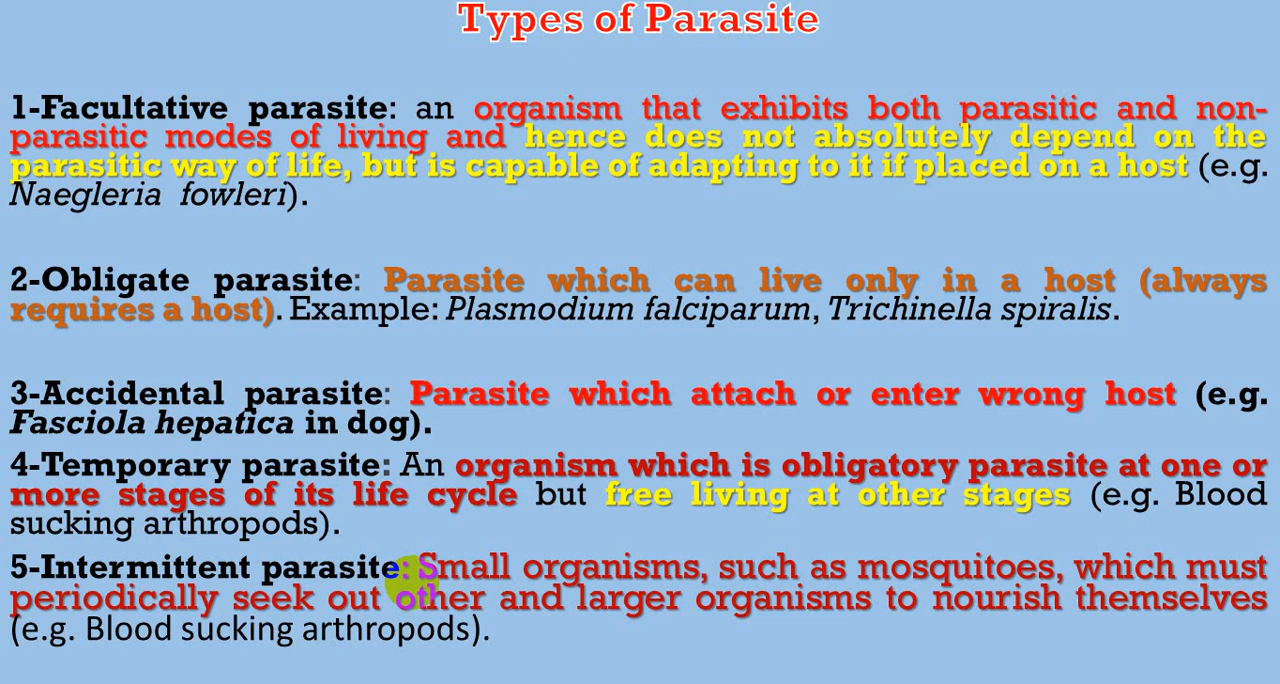 Types of Parasite
1-Facultative parasite: an organism that exhibits both parasitic and non-
parasitic modes of living and hence does not absolutely depend on the
parasitic way of life, but is capable of adapting to it if placed on a host (e.g.
Naegleria fowleri).
2-Obligate parasite: Parasite which can live only in a host (always
requires a host). Example: Plasmodium falciparum, Trichinella spiralis.
3-Accidental parasite: Parasite which attach or enter wrong host (e.g.
Fasciola hepatica in dog).
4-Temporary parasite: An organism which is obligatory parasite at one or
more stages of its life cycle but free living at other stages (e.g. Blood
sucking arthropods).
5-Intermittent parasite: Small organisms, such as mosquitoes, which must
periodically seek out other and larger organisms to nourish themselves
(e.g. Blood sucking arthropods).